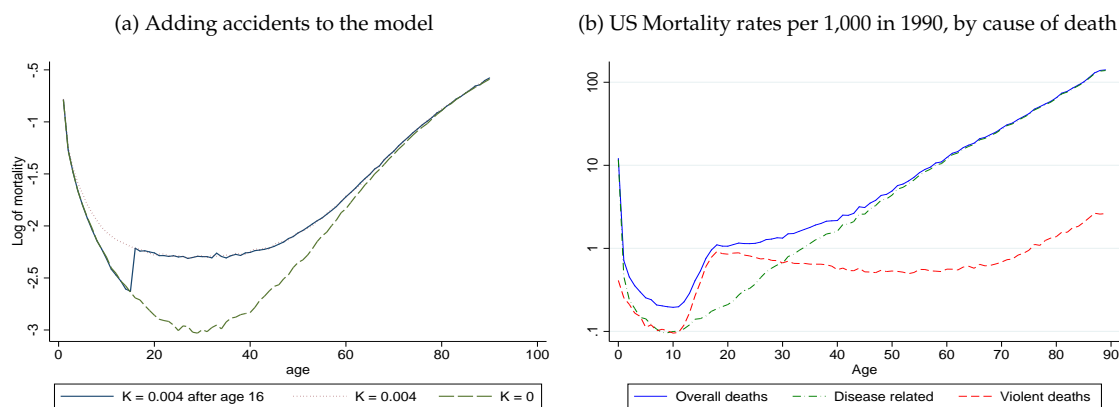 (a) Adding accidents to the model
Log of mortality
-.5
-1
-1.5
-2
-2.5
-3
0 20 40 60 80 100
age
K = 0.004 after age 16 K = 0.004 K = 0
(b) US Mortality rates per 1,000 in 1990, by cause of death
100
10
1
.1
0 10 20 30 40 50 60 70 80 90
Age
Overall deaths Disease related Violent deaths